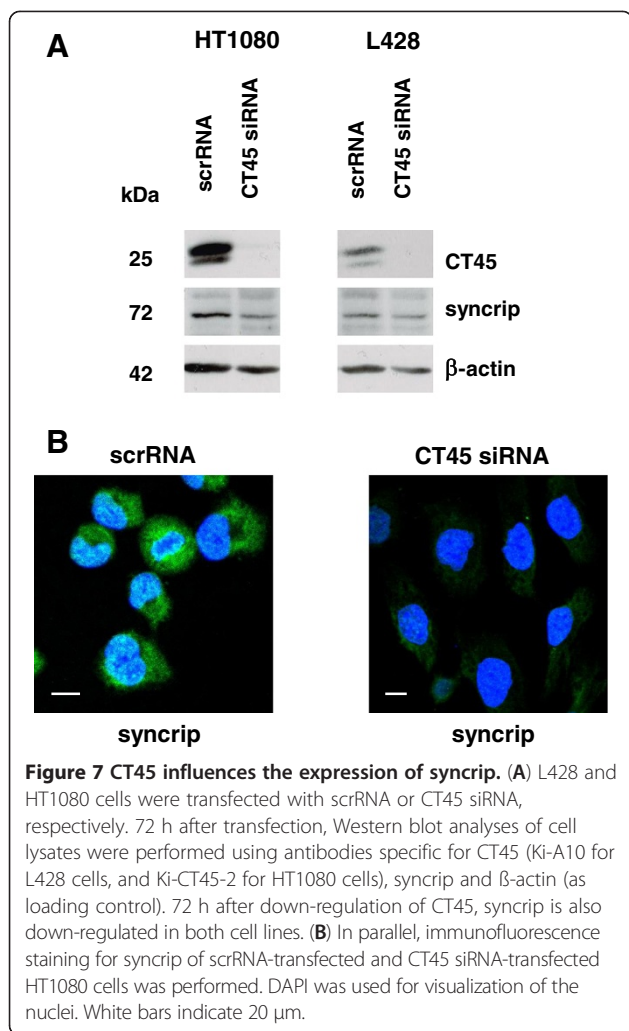 A
HT1080 L428
scrRNA CT45 siRNA scrRNA CT45 siRNA
kDa
25 CT45
72 syncrip
42 β-actin
B
scrRNA CT45 siRNA
syncrip syncrip
Figure 7 CT45 influences the expression of syncrip. (A) L428 and
HT1080 cells were transfected with scrRNA or CT45 siRNA,
respectively. 72 h after transfection, Western blot analyses of cell
lysates were performed using antibodies specific for CT45 (Ki-A10 for
L428 cells, and Ki-CT45-2 for HT1080 cells), syncrip and ß-actin (as
loading control). 72 h after down-regulation of CT45, syncrip is also
down-regulated in both cell lines. (B) In parallel, immunofluorescence
staining for syncrip of scrRNA-transfected and CT45 siRNA-transfected
HT1080 cells was performed. DAPI was used for visualization of the
nuclei. White bars indicate 20 μm.